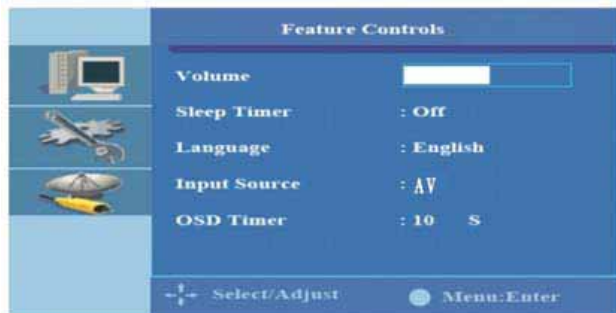 Feature Controls
Volume
Sleep Timer : Off
Language : English
Input Source : AV
OSD Timer : 10 S
Select/Adjust Menu:Enter